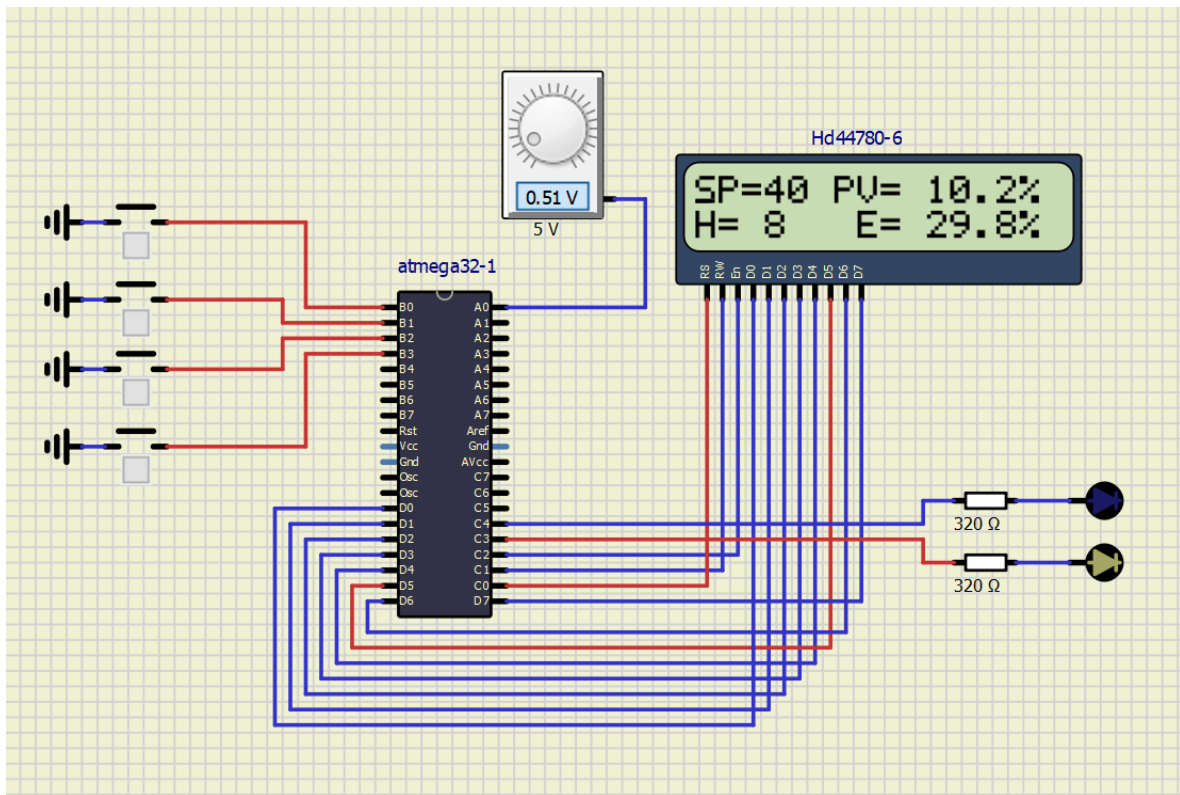 Hd44780-6
SP=40 PV= 10.2%
H= 8 E= 29.8%
RS RW En D0 D1 D2 D3 D4 D5 D6 D7
0.51 V
5 V
atmega32-1
B0 A0
B1 A1
B2 A2
B3 A3
B4 A4
B5 A5
B6 A6
B7 A7
Rst Aref
Vcc Gnd
Gnd AVcc
Osc C7
Osc C6
D0 C5
D1 C4
D2 C3
D3 C2
D4 C1
D5 C0
D6 D7
320 Ω
320 Ω